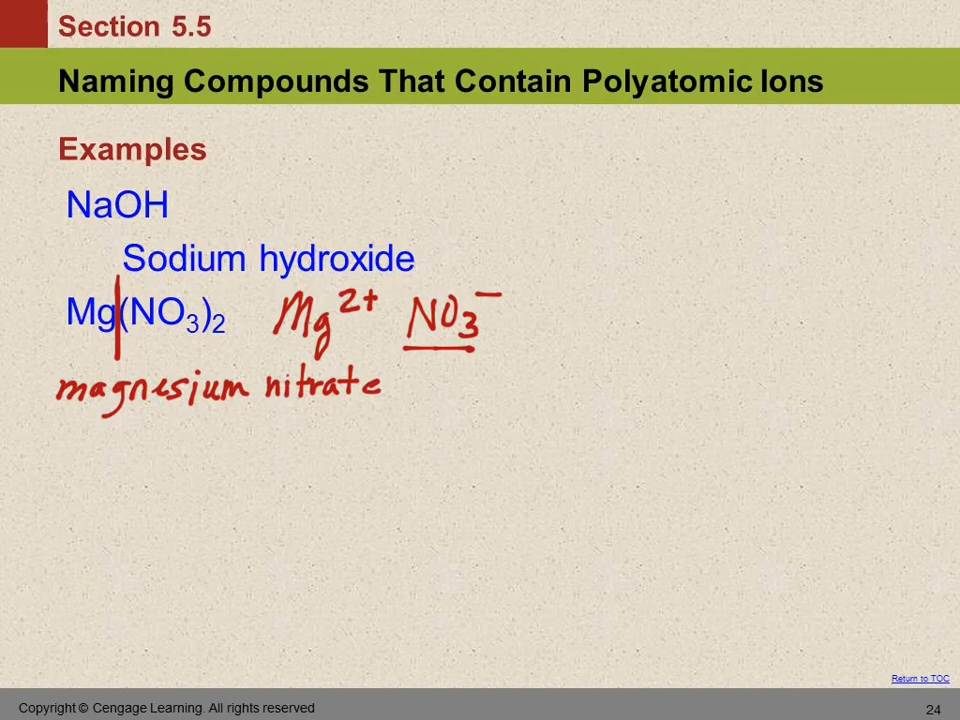 Section 5.5
Naming Compounds That Contain Polyatomic Ions
Examples
NaOH
Sodium hydroxide
Mg(NO₃)₂ Mg²⁺ NO₃⁻
magnesium nitrate
Return to TOC
Copyright © Cengage Learning. All rights reserved 24